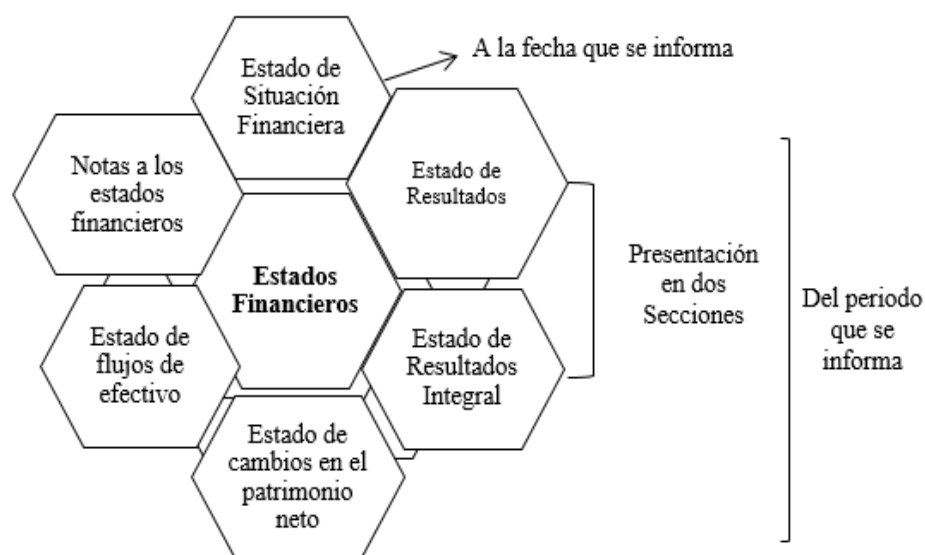 Estado de
Situación
Financiera
A la fecha que se informa
Notas a los
estados
financieros
Estado de
Resultados
Estados
Financieros
Presentación
en dos
Secciones
Del periodo
que se
informa
Estado de
flujos de
efectivo
Estado de
Resultados
Integral
Estado de
cambios en el
patrimonio
neto